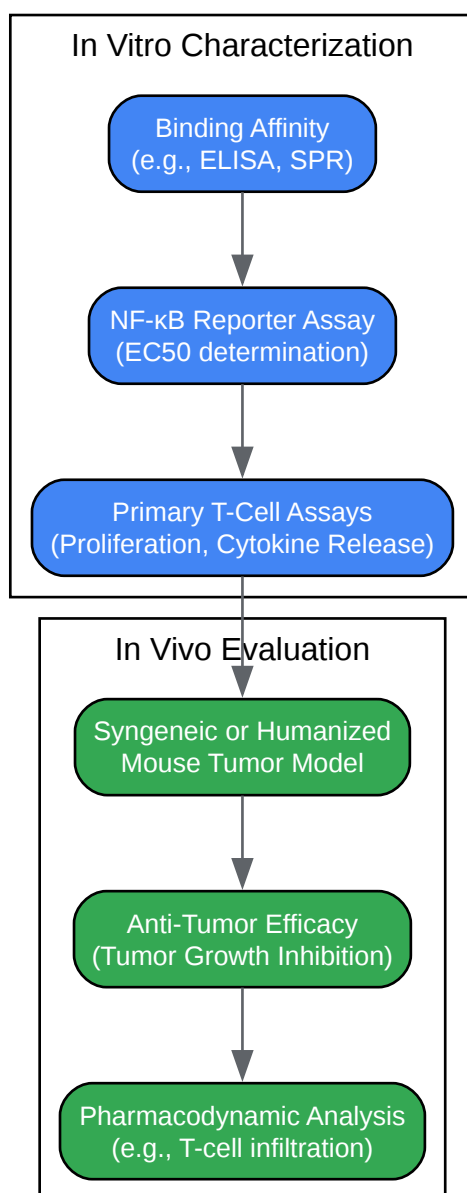 In Vitro Characterization
Binding Affinity
(e.g., ELISA, SPR)
NF-κB Reporter Assay
(EC50 determination)
Primary T-Cell Assays
(Proliferation, Cytokine Release)
In Vivo Evaluation
Syngeneic or Humanized
Mouse Tumor Model
Anti-Tumor Efficacy
(Tumor Growth Inhibition)
Pharmacodynamic Analysis
(e.g., T-cell infiltration)